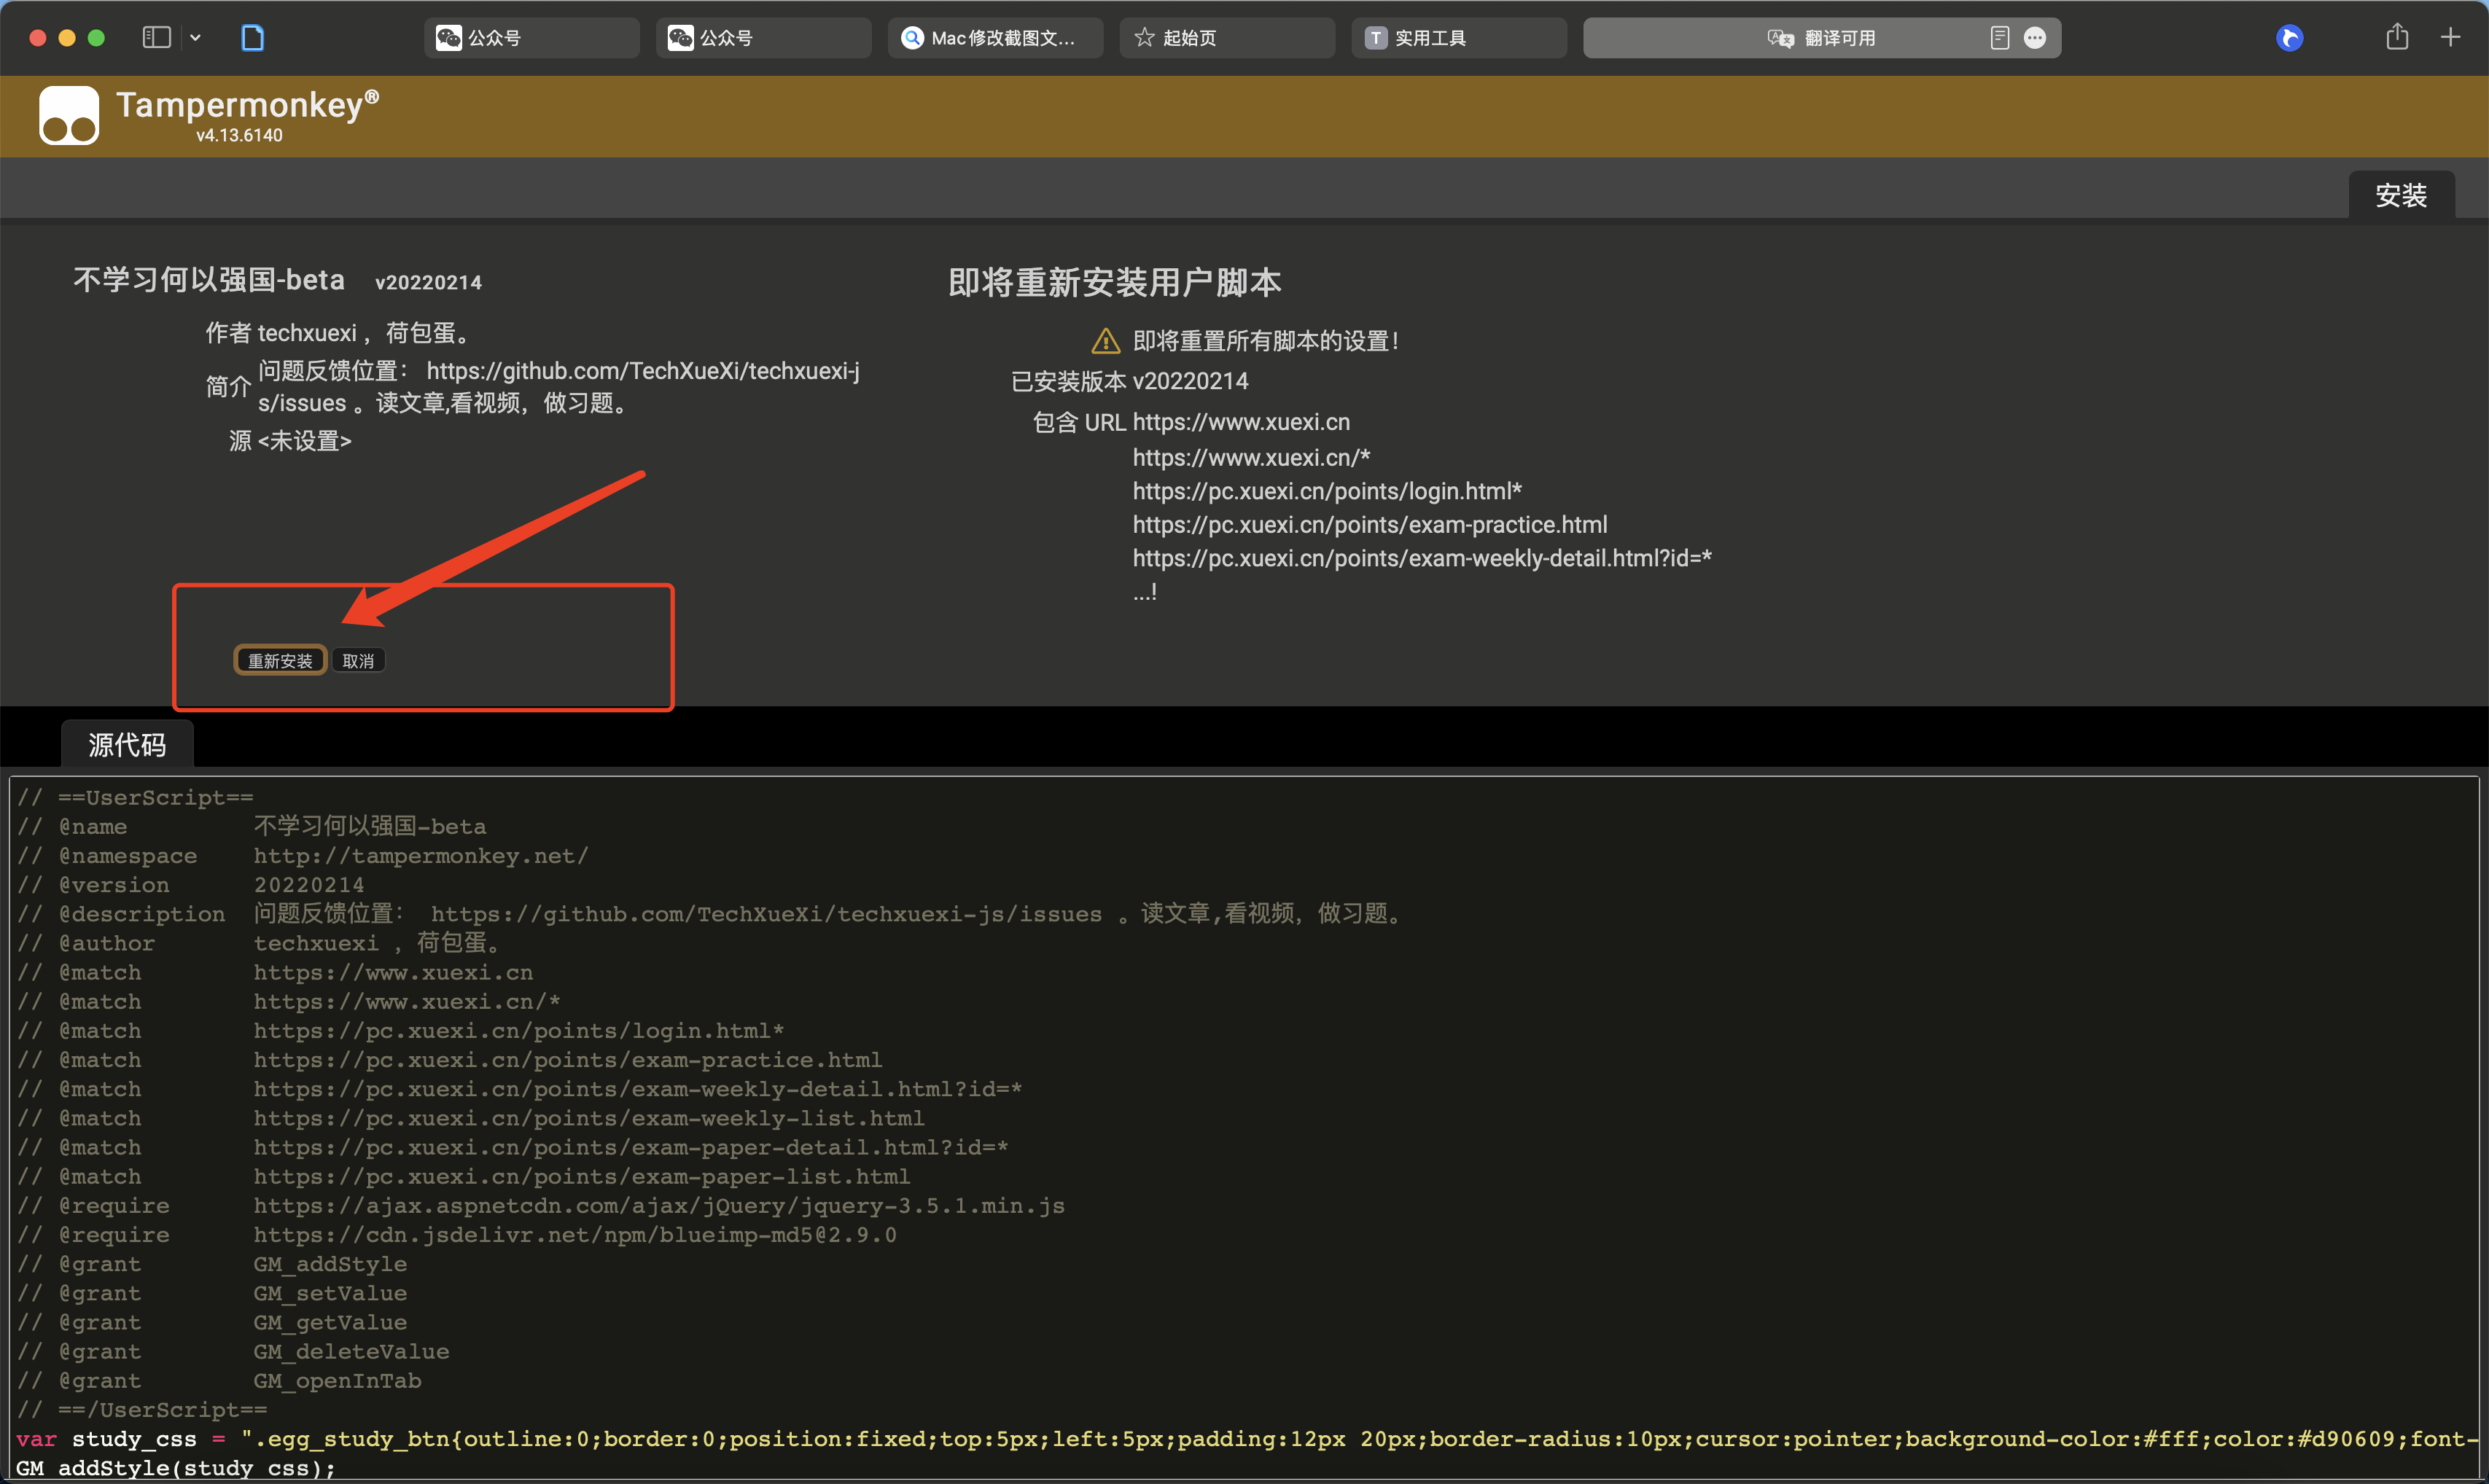 公众号
公众号
Mac修改截图文...
起始页
T 实用工具
翻译可用
Tampermonkey®
v4.13.6140
安装
不学习何以强国-beta v20220214
作者 techxuexi ，荷包蛋。
简介 问题反馈位置： https://github.com/TechXueXi/techxuexi-j
s/issues 。读文章,看视频，做习题。
源 <未设置>
重新安装 取消
即将重新安装用户脚本
即将重置所有脚本的设置！
已安装版本 v20220214
包含 URL https://www.xuexi.cn
https://www.xuexi.cn/*
https://pc.xuexi.cn/points/login.html*
https://pc.xuexi.cn/points/exam-practice.html
https://pc.xuexi.cn/points/exam-weekly-detail.html?id=*
...!
源代码
// ==UserScript==
// @name 不学习何以强国-beta
// @namespace http://tampermonkey.net/
// @version 20220214
// @description 问题反馈位置： https://github.com/TechXueXi/techxuexi-js/issues 。读文章,看视频，做习题。
// @author techxuexi ，荷包蛋。
// @match https://www.xuexi.cn
// @match https://www.xuexi.cn/*
// @match https://pc.xuexi.cn/points/login.html*
// @match https://pc.xuexi.cn/points/exam-practice.html
// @match https://pc.xuexi.cn/points/exam-weekly-detail.html?id=*
// @match https://pc.xuexi.cn/points/exam-weekly-list.html
// @match https://pc.xuexi.cn/points/exam-paper-detail.html?id=*
// @match https://pc.xuexi.cn/points/exam-paper-list.html
// @require https://ajax.aspnetcdn.com/ajax/jQuery/jquery-3.5.1.min.js
// @require https://cdn.jsdelivr.net/npm/blueimp-md5@2.9.0
// @grant GM_addStyle
// @grant GM_setValue
// @grant GM_getValue
// @grant GM_deleteValue
// @grant GM_openInTab
// ==/UserScript==
var study_css = ".egg_study_btn{outline:0;border:0;position:fixed;top:5px;left:5px;padding:12px 20px;border-radius:10px;cursor:pointer;background-color:#fff;color:#d90609;font-
GM_addStyle(study_css);